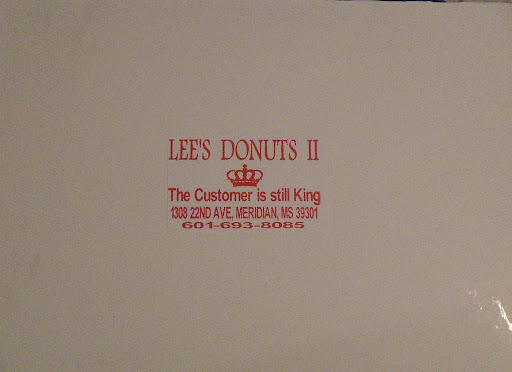 LEE'S DONUTS II
The Customer is still King
1308 22ND AVE, MERIDIAN, MS 39301
601-693-8085